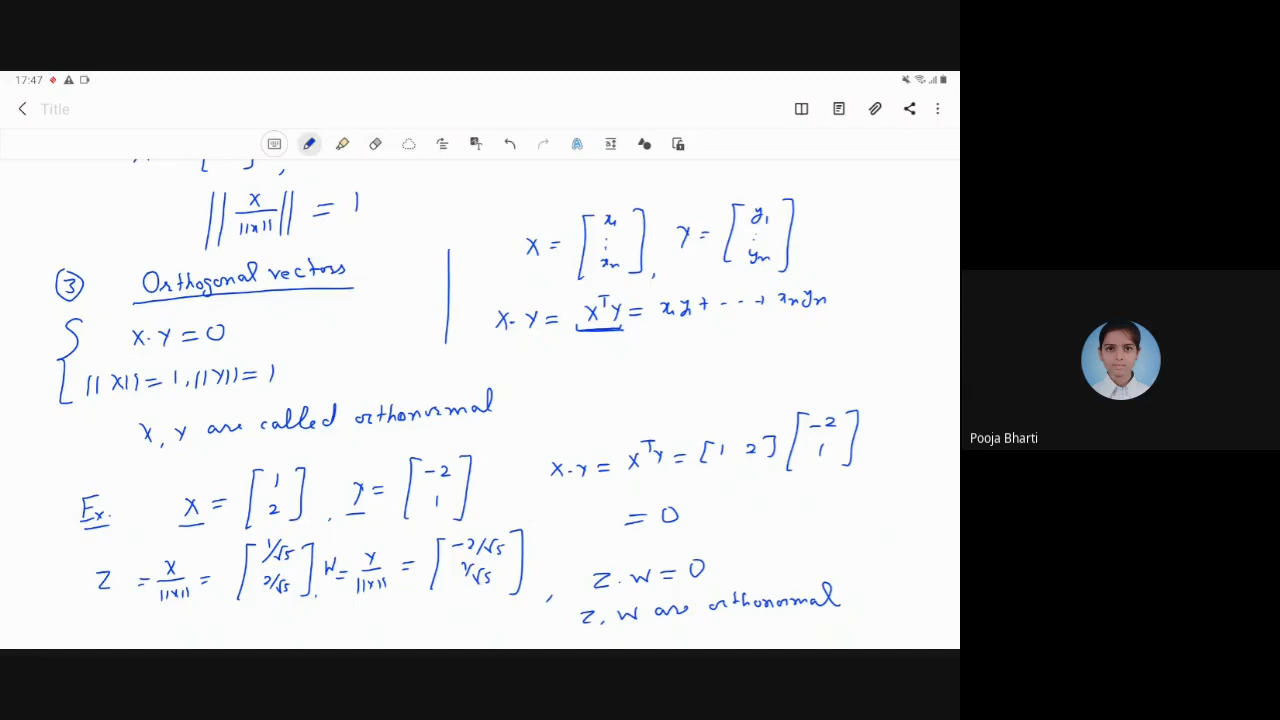 17:47
Title
|| X/||x|| || = 1
③ Orthogonal vectors
X·Y = 0
||X|| = 1, ||Y|| = 1
X, Y are called orthonormal
X = [x₁ ⋮ xₙ], Y = [y₁ ⋮ yₙ]
X·Y = XᵀY = x₁y₁ + --- + xₙyₙ
Ex. X = [1 2], Y = [-2 1]
X·Y = XᵀY = [1 2] [-2 1]
= 0
Z = X/||x|| = [1/√5 2/√5], W = Y/||Y|| = [-2/√5 1/√5],
Z·W = 0
Z, W are orthonormal
Pooja Bharti